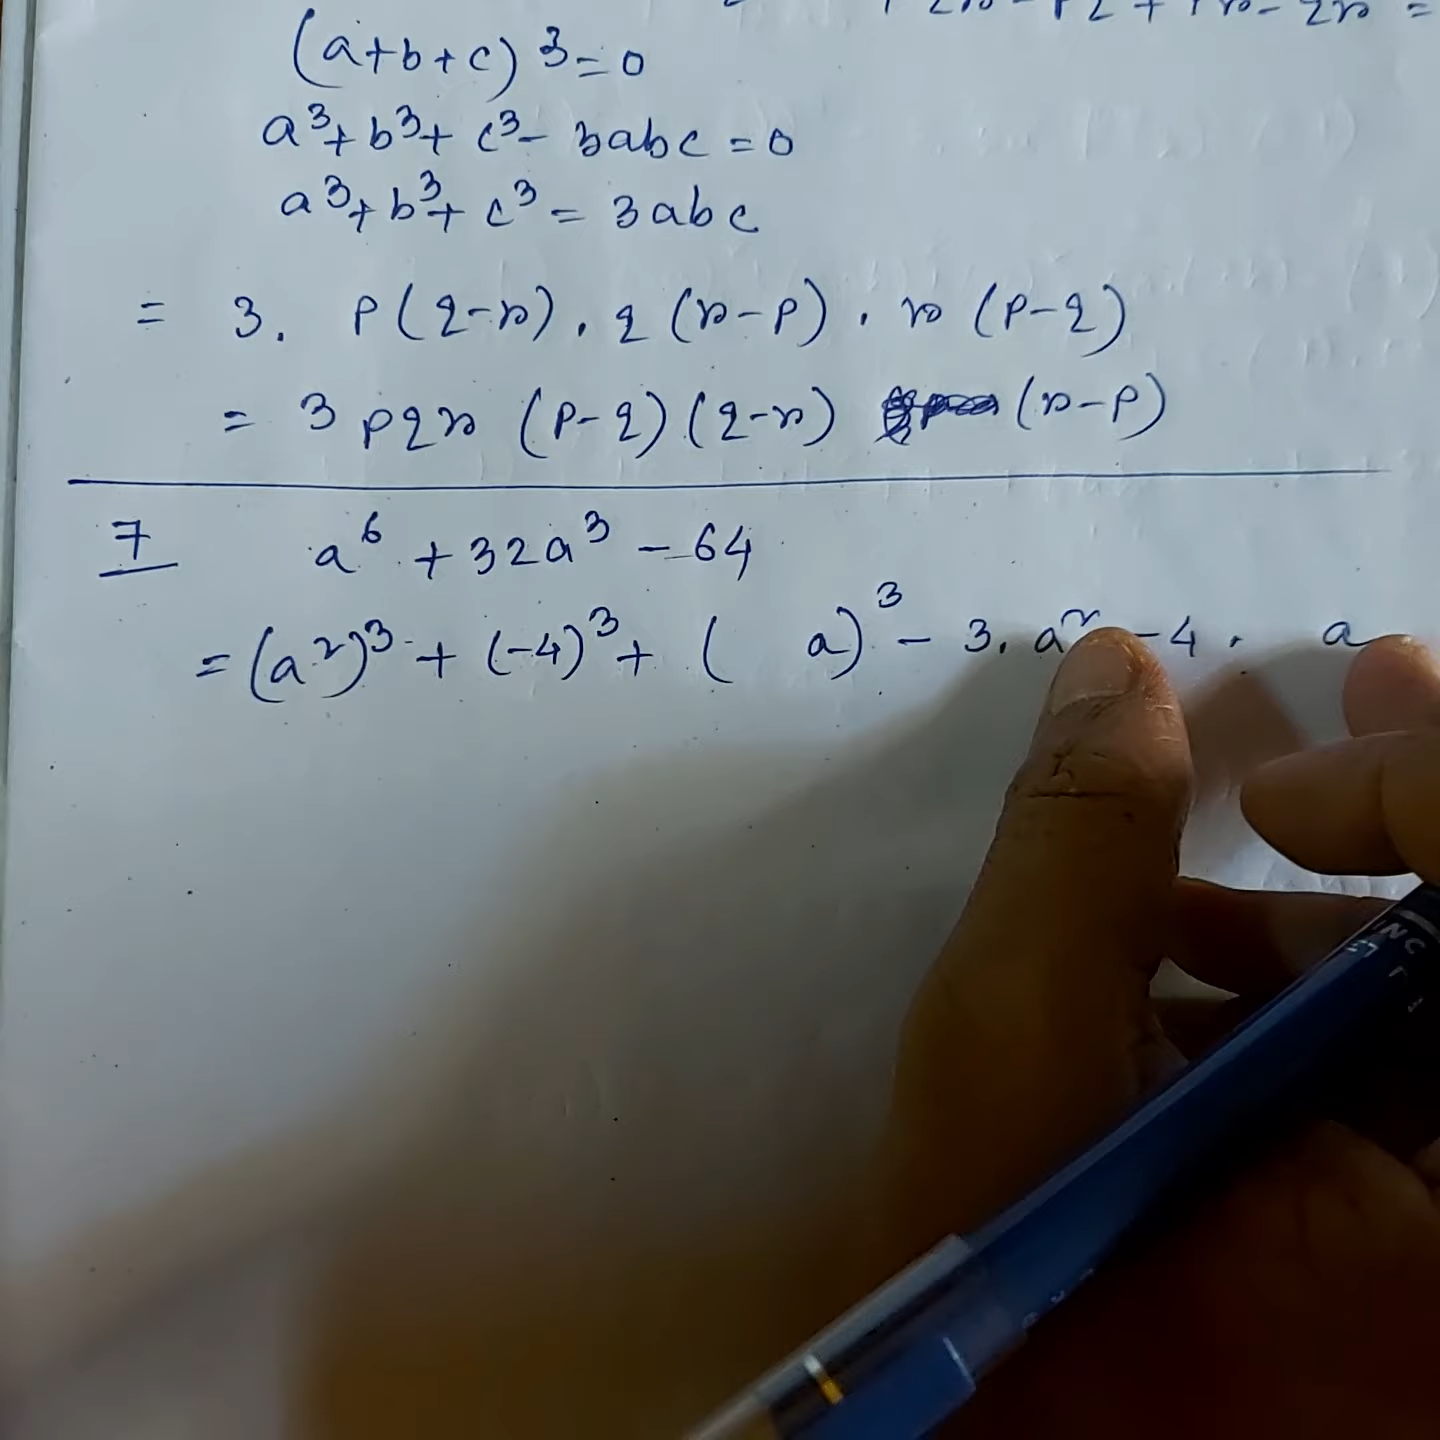 (a+b+c)³=0
a³+b³+c³-3abc=0
a³+b³+c³=3abc
= 3. p(q-r). q(r-p). r(p-q)
= 3pqr (p-q)(q-r) (r-p)
7 a⁶+32a³-64
=(a²)³+(-4)³+( a)³-3.a² -4. a